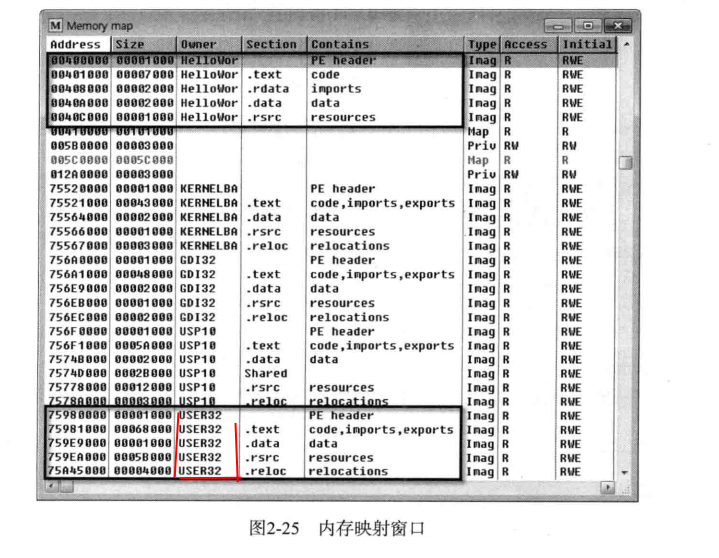 M Memory map
Address Size Owner Section Contains Type Access Initial
00400000 00001000 HelloWor PE header Imag R RWE
00401000 00007000 HelloWor .text code Imag R RWE
00408000 00002000 HelloWor .rdata imports Imag R RWE
0040A000 00002000 HelloWor .data data Imag R RWE
0040C000 00001000 HelloWor .rsrc resources Imag R RWE
00410000 00101000 Map R R
005B0000 00003000 Priv RW RW
005C0000 0005C000 Map R R
012A0000 00003000 Priv RW RW
75520000 00001000 KERNELBA PE header Imag R RWE
75521000 00043000 KERNELBA .text code,imports,exports Imag R RWE
75564000 00002000 KERNELBA .data data Imag R RWE
75566000 00001000 KERNELBA .rsrc resources Imag R RWE
75567000 00003000 KERNELBA .reloc relocations Imag R RWE
756A0000 00001000 GDI32 PE header Imag R RWE
756A1000 00048000 GDI32 .text code,imports,exports Imag R RWE
756E9000 00002000 GDI32 .data data Imag R RWE
756EB000 00001000 GDI32 .rsrc resources Imag R RWE
756EC000 00002000 GDI32 .reloc relocations Imag R RWE
756F0000 00001000 USP10 PE header Imag R RWE
756F1000 0005A000 USP10 .text code,imports,exports Imag R RWE
7574B000 00002000 USP10 .data data Imag R RWE
7574D000 0002B000 USP10 Shared Imag R RWE
75778000 00012000 USP10 .rsrc resources Imag R RWE
7578A000 00003000 USP10 .reloc relocations Imag R RWE
75980000 00001000 USER32 PE header Imag R RWE
75981000 00068000 USER32 .text code,imports,exports Imag R RWE
759E9000 00001000 USER32 .data data Imag R RWE
759EA000 0005B000 USER32 .rsrc resources Imag R RWE
75A45000 00004000 USER32 .reloc relocations Imag R RWE
图2-25 内存映射窗口